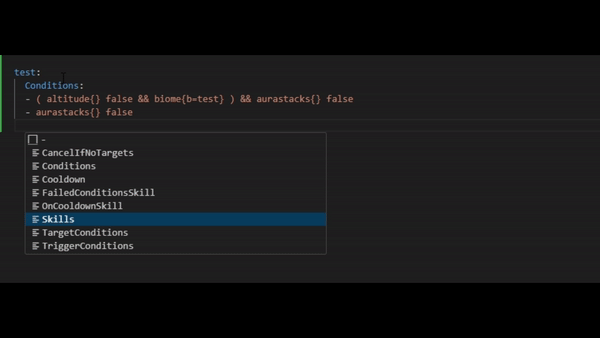 test:
Conditions:
- ( altitude{} false && biome{b=test} ) && aurastacks{} false
- aurastacks{} false
-
CancelIfNoTargets
Conditions
Cooldown
FailedConditionsSkill
OnCooldownSkill
Skills
TargetConditions
TriggerConditions